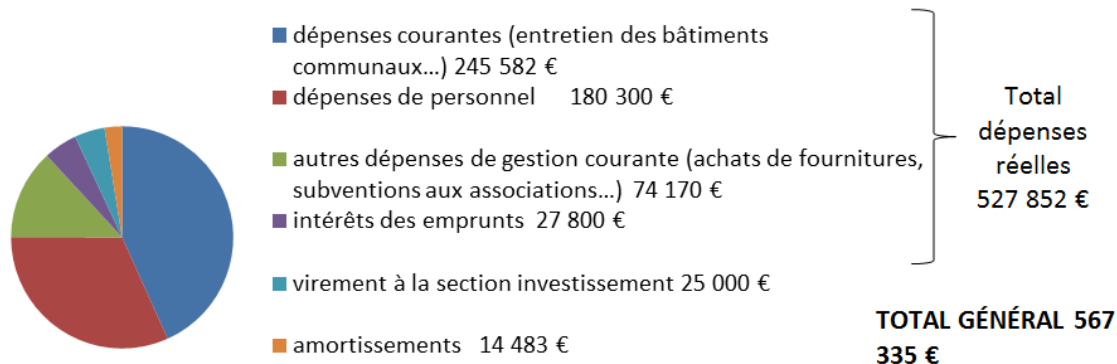 dépenses courantes (entretien des bâtiments
communaux…) 245 582 €
dépenses de personnel 180 300 €
autres dépenses de gestion courante (achats de fournitures,
subventions aux associations…) 74 170 €
intérêts des emprunts 27 800 €
virement à la section investissement 25 000 €
amortissements 14 483 €
Total
dépenses
réelles
527 852 €
TOTAL GÉNÉRAL 567
335 €